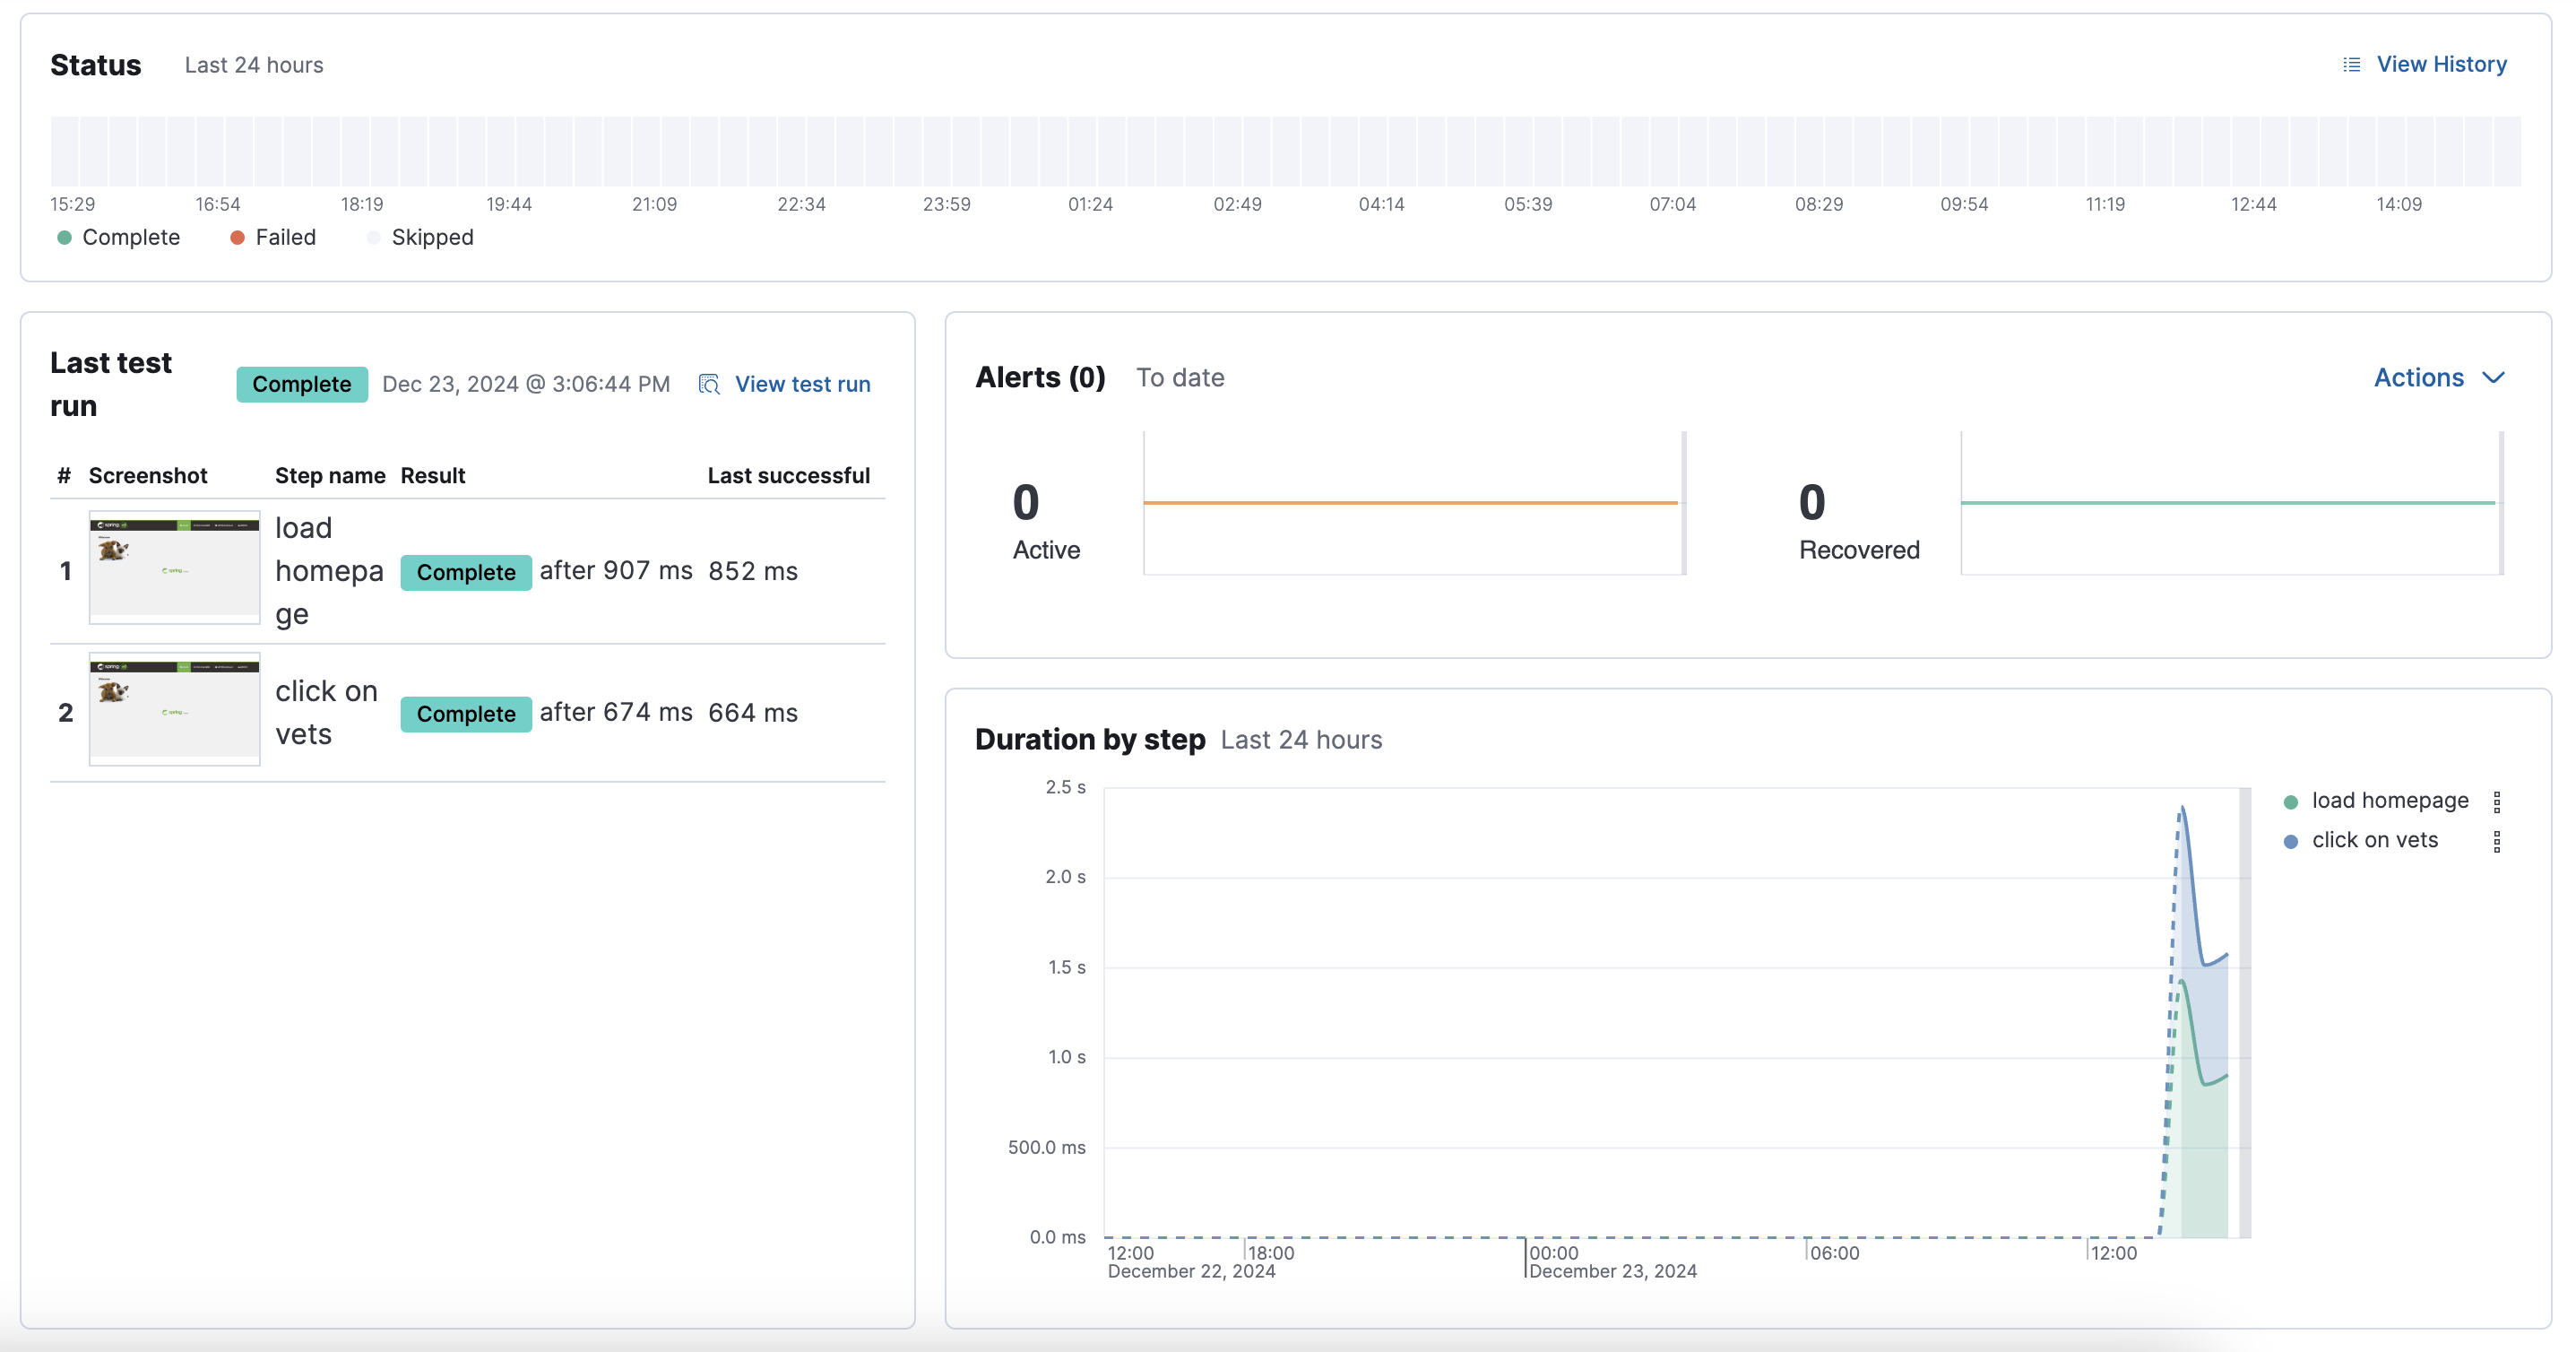 Status Last 24 hours View History
15:29 16:54 18:19 19:44 21:09 22:34 23:59 01:24 02:49 04:14 05:39 07:04 08:29 09:54 11:19 12:44 14:09
Complete Failed Skipped
Last test
run
Complete Dec 23, 2024 @ 3:06:44 PM View test run
# Screenshot Step name Result Last successful
spring
1 load
homepa
ge
Complete after 907 ms 852 ms
spring
spring
2 click on
vets
Complete after 674 ms 664 ms
spring
Alerts (0) To date Actions
0
Active
0
Recovered
Duration by step Last 24 hours
2.5 s
2.0 s
1.5 s
1.0 s
500.0 ms
0.0 ms
12:00 18:00 00:00 06:00 12:00
December 22, 2024 December 23, 2024
load homepage
click on vets